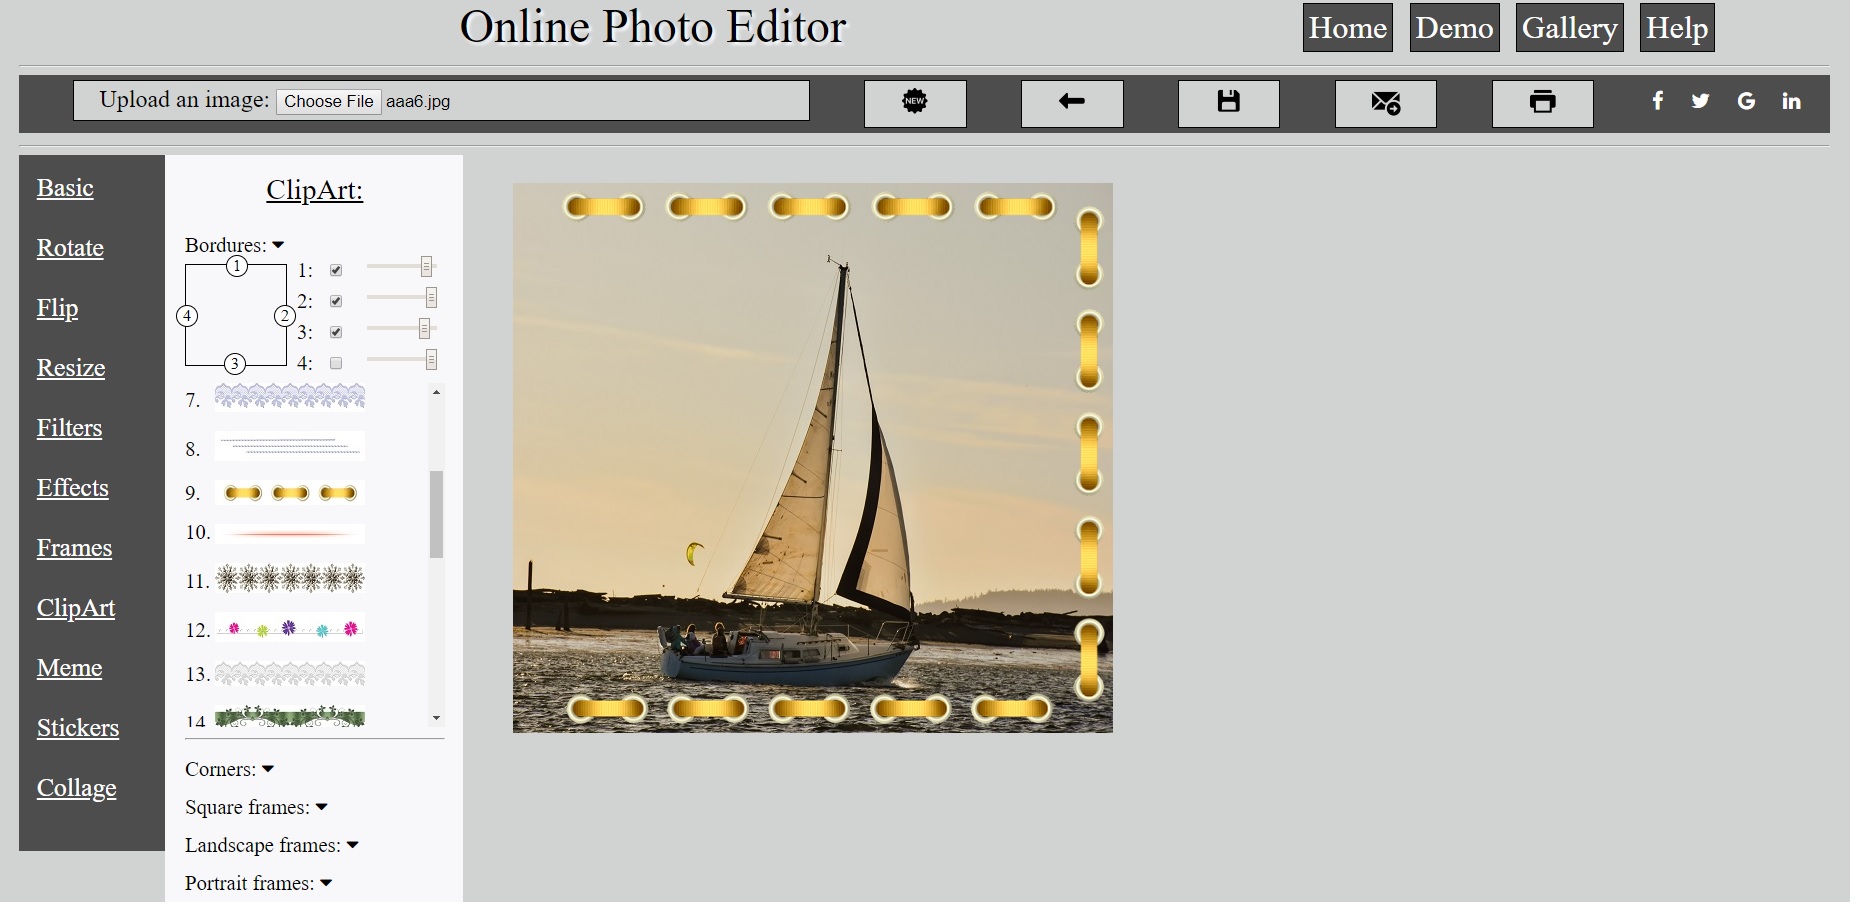 Online Photo Editor
Home Demo Gallery Help
Upload an image: Choose File aaa6.jpg
NEW
Basic
Rotate
Flip
Resize
Filters
Effects
Frames
ClipArt
Meme
Stickers
Collage
ClipArt:
Bordures:
1
2
3
4
1:
2:
3:
4:
7.
8.
9.
10.
11.
12.
13.
14
Corners:
Square frames:
Landscape frames:
Portrait frames: